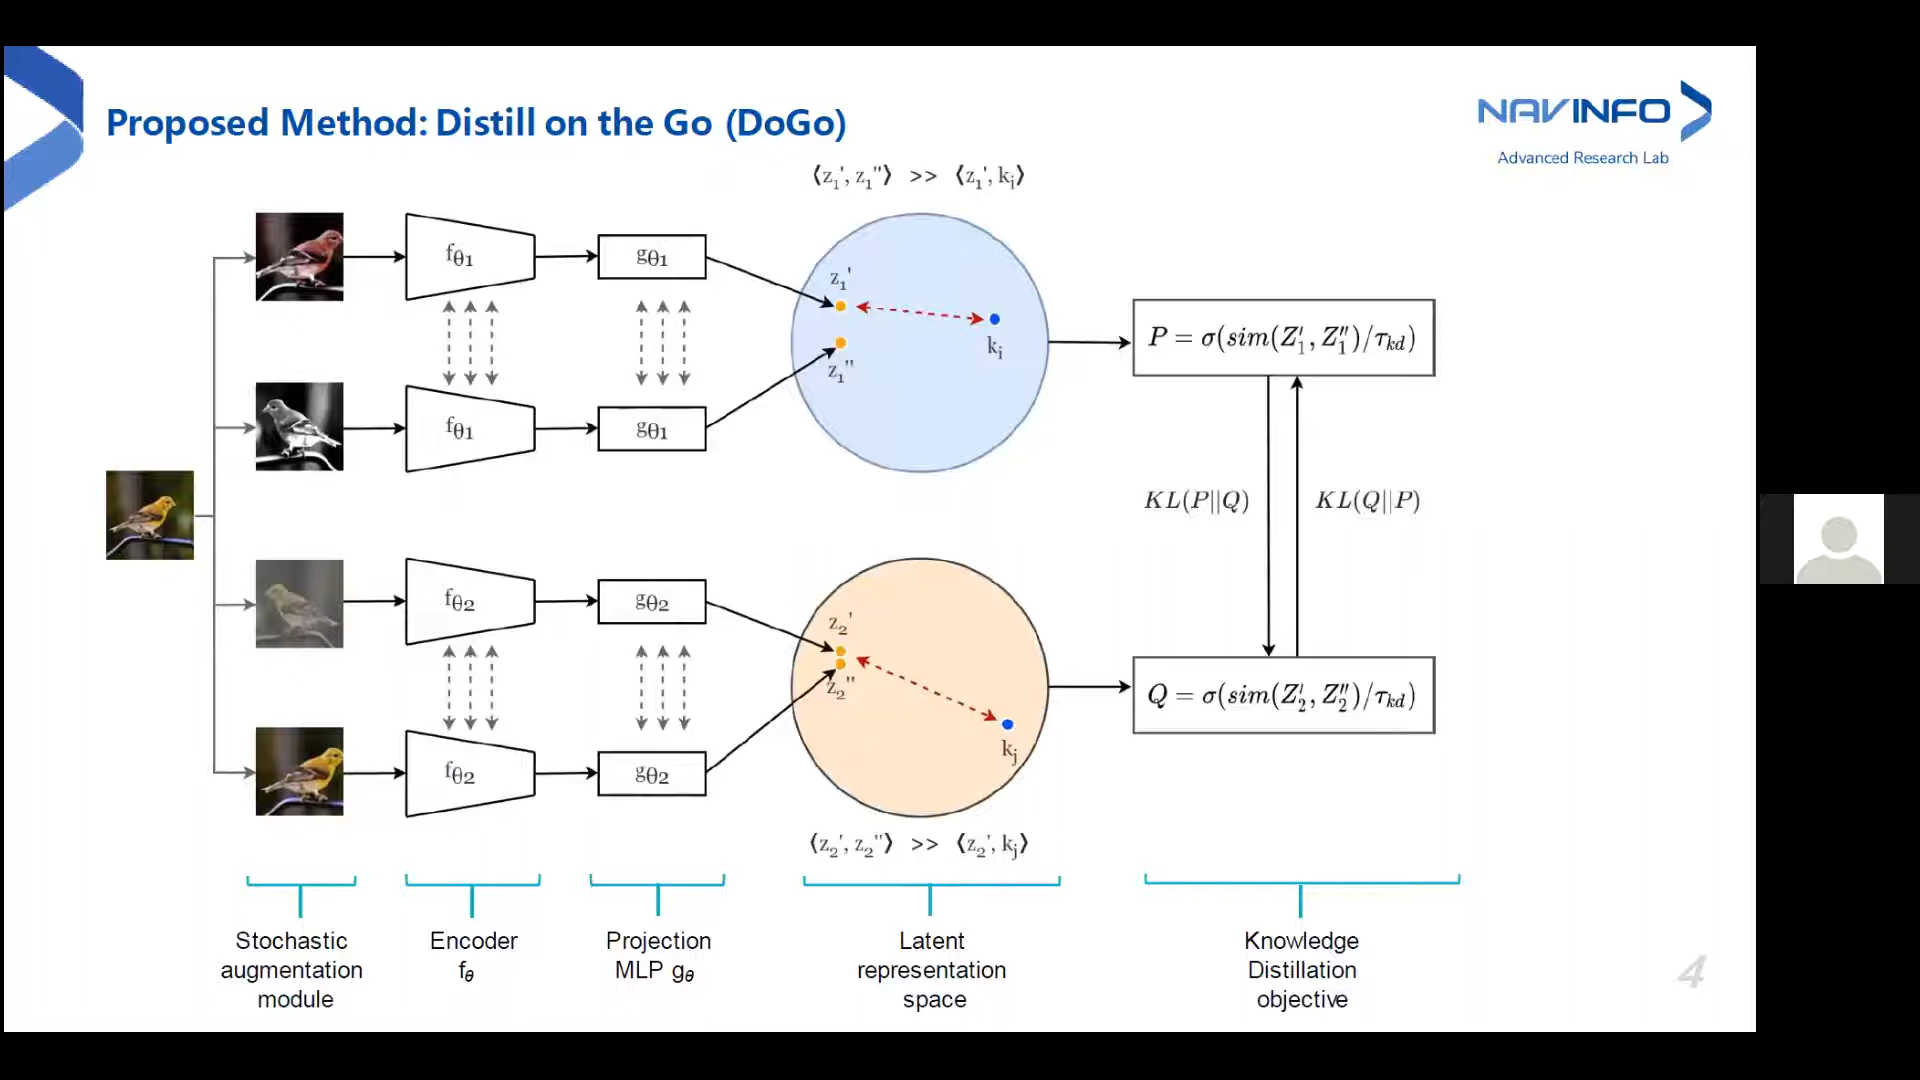 Proposed Method: Distill on the Go (DoGo)
NAVINFO
Advanced Research Lab
⟨z₁', z₁''⟩ >> ⟨z₁', kᵢ⟩
fθ1
gθ1
z₁'
kᵢ
z₁''
P = σ(sim(Z₁′, Z₁″)/τkd)
fθ1
gθ1
KL(P||Q)
KL(Q||P)
fθ2
gθ2
z₂'
z₂''
kⱼ
Q = σ(sim(Z₂′, Z₂″)/τkd)
fθ2
gθ2
⟨z₂', z₂''⟩ >> ⟨z₂', kⱼ⟩
Stochastic
augmentation
module
Encoder
fθ
Projection
MLP gθ
Latent
representation
space
Knowledge
Distillation
objective
4